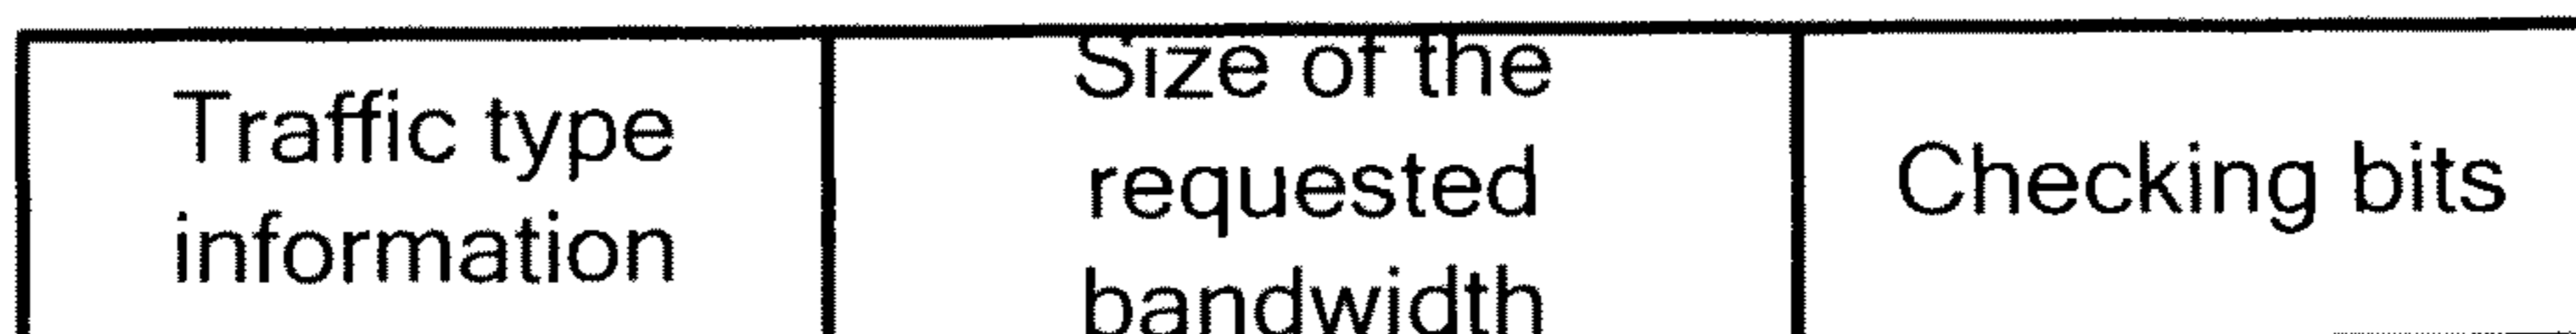 Traffic type
information
Size of the
requested
bandwidth
Checking bits